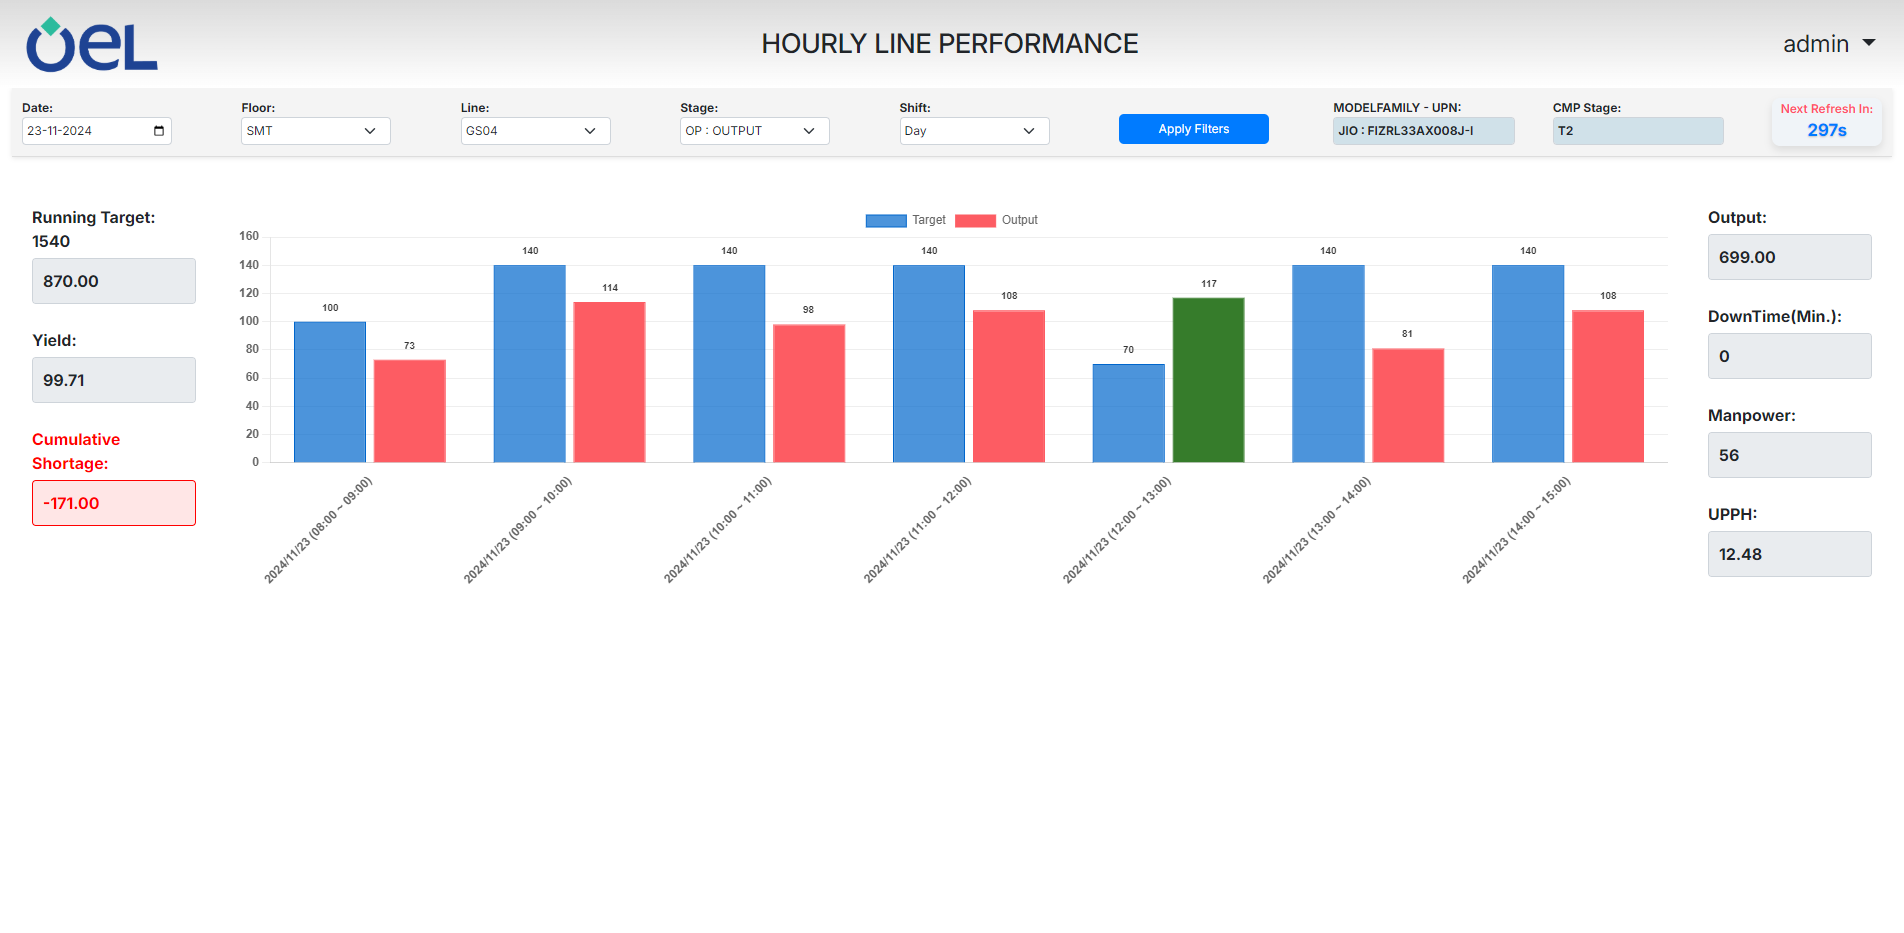 oeL
HOURLY LINE PERFORMANCE
admin
Date:
23-11-2024
Floor:
SMT
Line:
GS04
Stage:
OP : OUTPUT
Shift:
Day
Apply Filters
MODELFAMILY - UPN:
JIO : FIZRL33AX008J-I
CMP Stage:
T2
Next Refresh In:
297s
Running Target:
1540
870.00
Yield:
99.71
Cumulative
Shortage:
-171.00
Target Output
160
140
120
100
80
60
40
20
0
100
73
140
114
140
98
140
108
70
117
140
81
140
108
2024/11/23 (08:00 ~ 09:00)
2024/11/23 (09:00 ~ 10:00)
2024/11/23 (10:00 ~ 11:00)
2024/11/23 (11:00 ~ 12:00)
2024/11/23 (12:00 ~ 13:00)
2024/11/23 (13:00 ~ 14:00)
2024/11/23 (14:00 ~ 15:00)
Output:
699.00
DownTime(Min.):
0
Manpower:
56
UPPH:
12.48